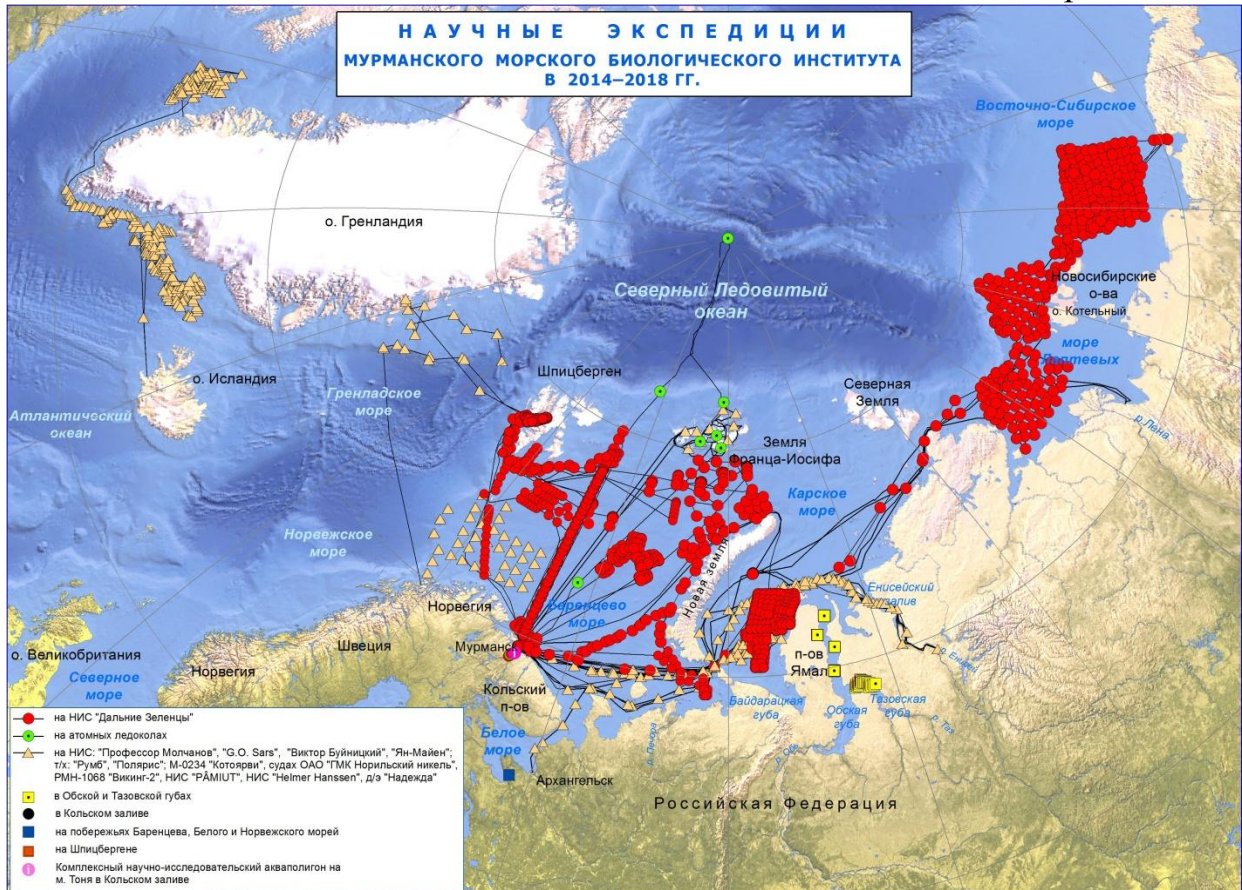 НАУЧНЫЕ ЭКСПЕДИЦИИ
МУРМАНСКОГО МОРСКОГО БИОЛОГИЧЕСКОГО ИНСТИТУТА
В 2014–2018 ГГ.
Восточно-Сибирское
море
о. Гренландия
Северный Ледовитый
океан
Новосибирские
о-ва
о. Котельный
море
Лаптевых
о. Исландия
Шпицберген
Гренладское
море
Северная
Земля
Атлантический
океан
р. Лена
Земля
Франца-Иосифа
Карское
море
Норвежское
море
Новая земля
Енисейский
залив
Норвегия
Баренцево
море
Швеция
Мурманск
о. Великобритания
Норвегия
п-ов
Ямал
р. Енисей
Северное
море
Кольский
п-ов
Байдарацкая
губа
Обская
губа
Тазовская
губа
р. Таз
Белое
море
р. Печора
р. Обь
Архангельск
Российская Федерация
на НИС "Дальние Зеленцы"
на атомных ледоколах
на НИС: "Профессор Молчанов", "G.O. Sars", "Виктор Буйницкий", "Ян-Майен";
т/х: "Румб", "Полярис"; М-0234 "Котоярви", судах ОАО "ГМК Норильский никель",
РМН-1068 "Викинг-2", НИС "PÂMIUT", НИС "Helmer Hanssen", д/э "Надежда"
в Обской и Тазовской губах
в Кольском заливе
на побережьях Баренцева, Белого и Норвежского морей
на Шпицбергене
Комплексный научно-исследовательский аквaполигон на
м. Тоня в Кольском заливе